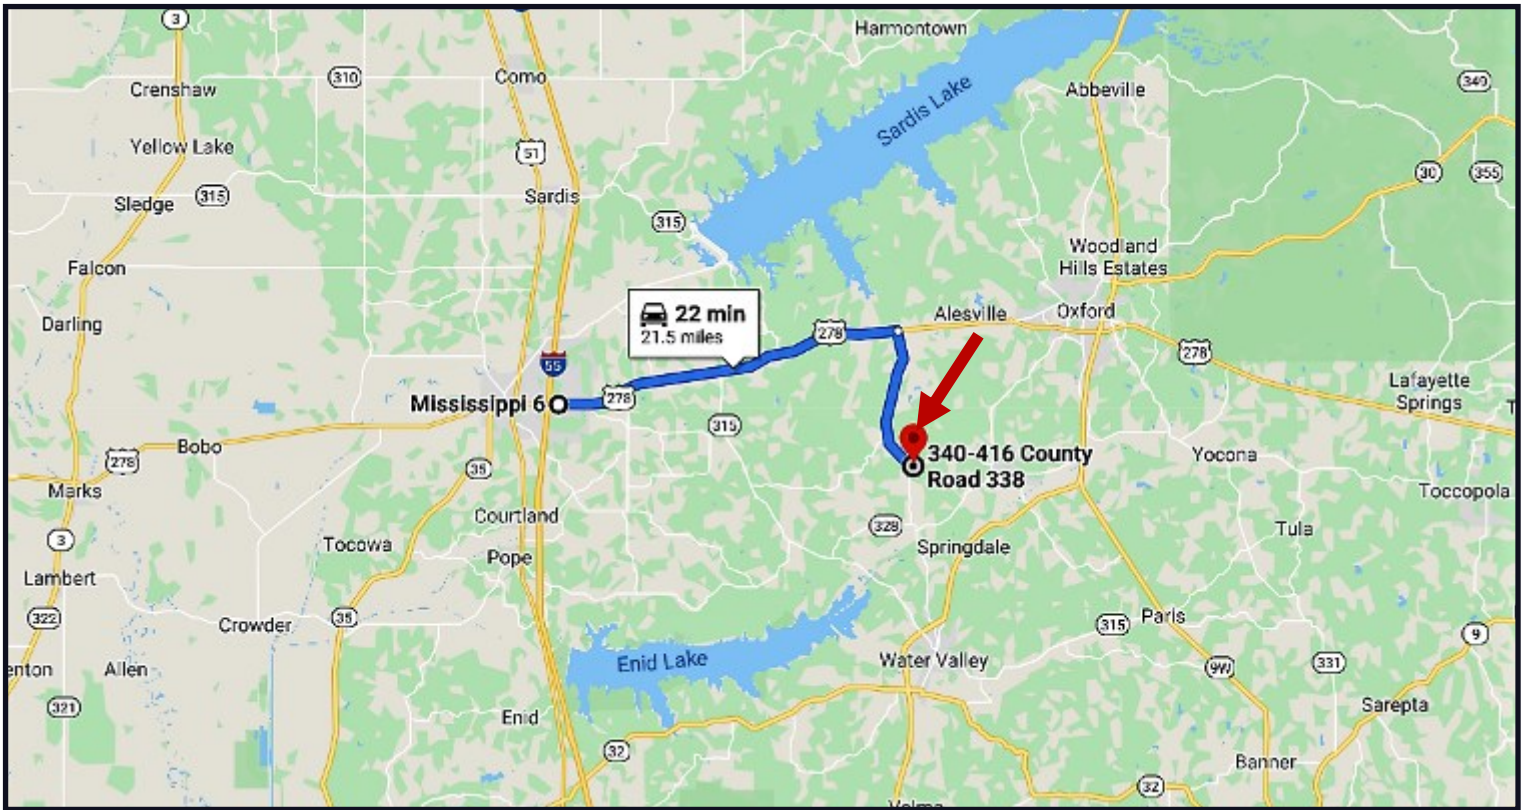 3
Harmontown
Como
310
Crenshaw
Abbeville
349
Sardis Lake
Yellow Lake
51
30
355
Sardis
315
Sledge
315
Woodland
Hills Estates
Falcon
22 min
21.5 miles
Alesville
Oxford
Darling
278
278
55
Lafayette
Springs
T
Mississippi 6
278
315
Bobo
278
340-416 County
Road 338
Yocona
35
Marks
Toccopola
Courtland
328
Tula
3
Tocowa
Pope
Springdale
Lambert
322
Crowder
35
315
Paris
9
enton
Allen
Enid Lake
Water Valley
9W
331
321
Enid
Sarepta
32
Banner
32